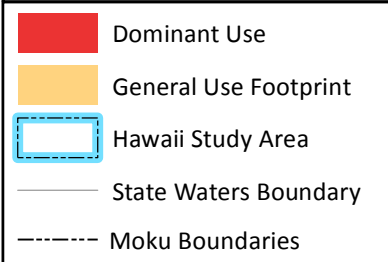 Dominant Use
General Use Footprint
Hawaii Study Area
State Waters Boundary
Moku Boundaries